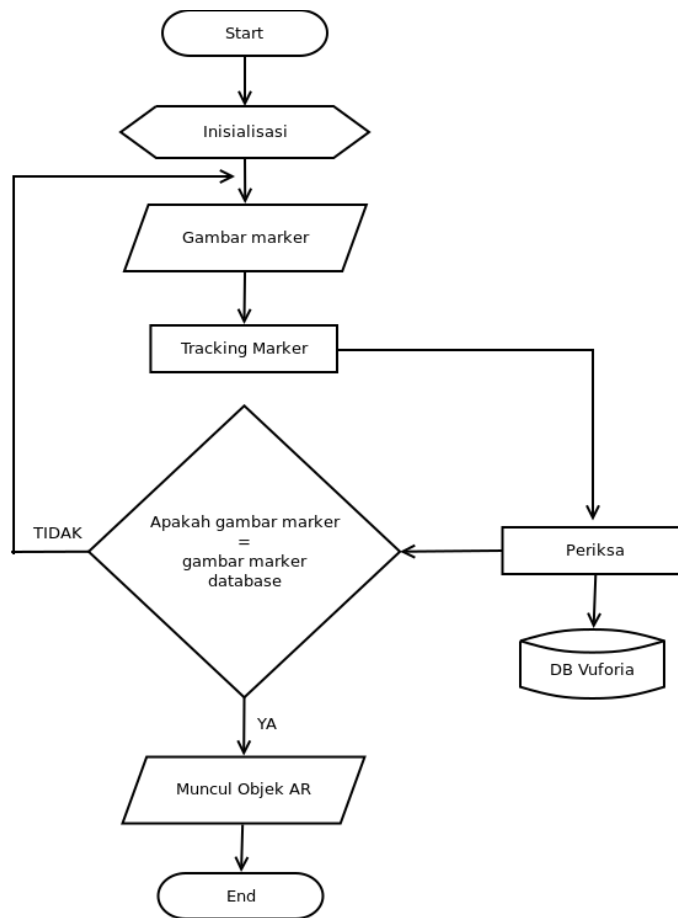 Start
Inisialisasi
Gambar marker
Tracking Marker
Apakah gambar marker
=
gambar marker
database
TIDAK
Periksa
DB Vuforia
YA
Muncul Objek AR
End